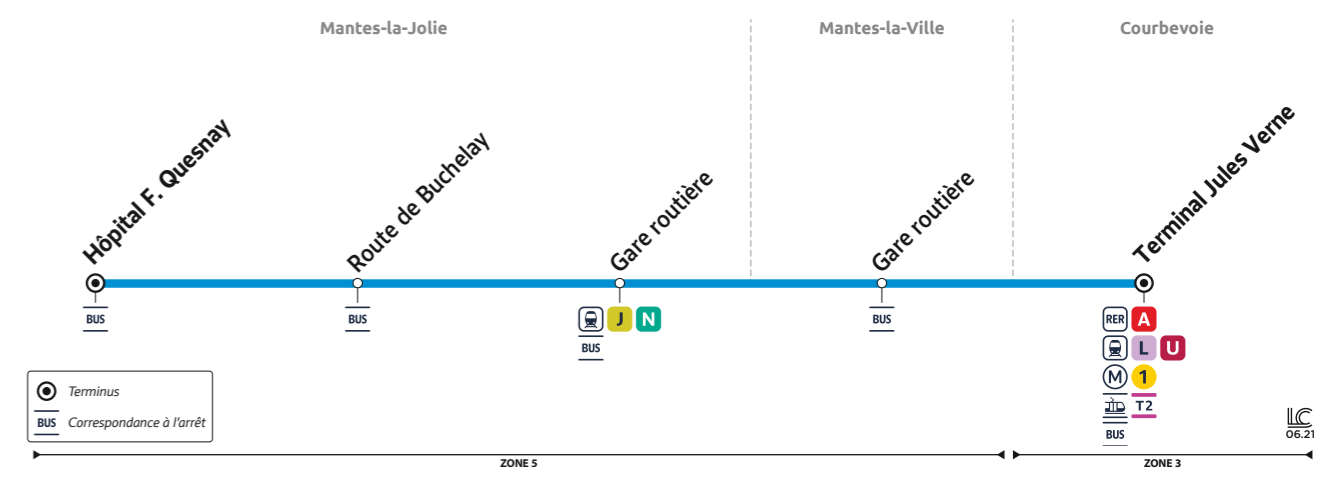 Mantes-la-Jolie
Mantes-la-Ville
Courbevoie
Hôpital F. Quesnay
Route de Buchelay
Gare routière
Gare routière
Terminal Jules Verne
BUS
BUS
J N
BUS
BUS
RER A
L U
M 1
T2
BUS
Terminus
BUS Correspondance à l'arrêt
LC
06.21
ZONE 5
ZONE 3